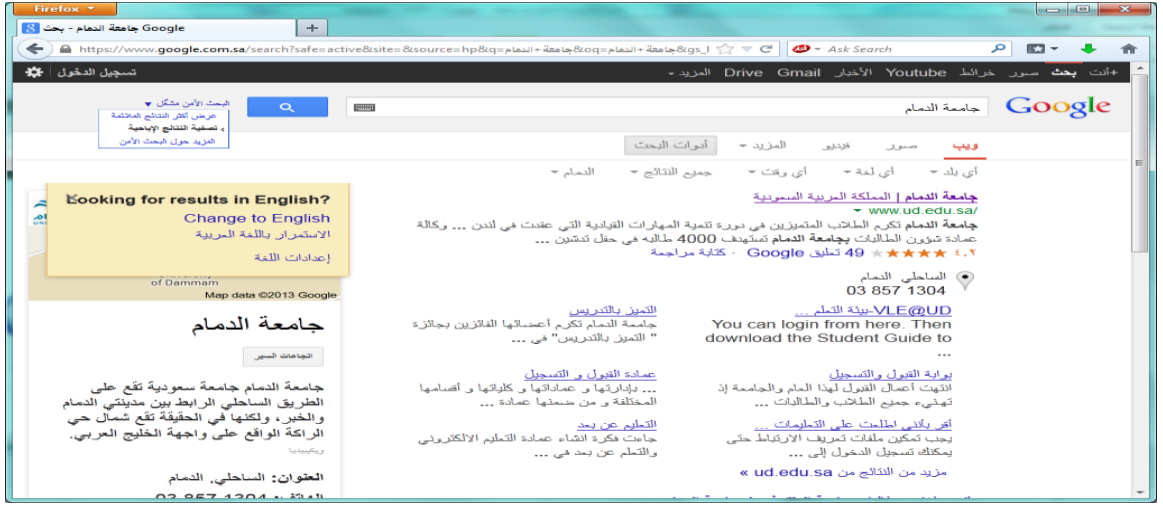 Firefox
جامعة الدمام - بحث Google
https://www.google.com.sa/search?safe=active&site=&source=hp&q=جامعة+الدمام&oq=جامعة+الدمام&gs_l
Ask Search
+أنت بحث صور خرائط Youtube الأخبار Drive Gmail المزيد
تسجيل الدخول
Google
جامعة الدمام
البحث الآمن مشغّل
عرض أكثر النتائج الملائمة
تصفية النتائج الإباحية
المزيد حول البحث الآمن
ويب صور فيديو المزيد أدوات البحث
أي بلد أي لغة أي وقت جميع النتائج الدمام
جامعة الدمام | المملكة العربية السعودية
www.ud.edu.sa/
جامعة الدمام تكرم الطلاب المتميزين في دورة تنمية المهارات القيادية التي عقدت في لندن ... وكالة
عمادة شؤون الطالبات بجامعة الدمام تستهدف 4000 طالبه في حفل تدشين ...
٤,٢ 49 تعليق Google · كتابة مراجعة
الساحلي الدمام
03 857 1304
VLE@UD-بيئة التعلم ...
You can login from here. Then
download the Student Guide to
...
التميز بالتدريس
جامعة الدمام تكرم أعضائها الفائزين بجائزة
" التميز بالتدريس" في ...
بوابة القبول والتسجيل
انتهت أعمال القبول لهذا العام والجامعة إذ
تهنيء جميع الطلاب والطالبات ...
عمادة القبول و التسجيل
... بإدارتها و عماداتها و كلياتها و أقسامها
المختلفة و من ضمنها عمادة ...
أقر بأنني اطلعت على التعليمات ...
يجب تمكين ملفات تعريف الارتباط حتى
يمكنك تسجيل الدخول إلى ...
التعليم عن بعد
جاءت فكرة انشاء عمادة التعليم الالكتروني
والتعلم عن بعد في ...
مزيد من النتائج من ud.edu.sa »
Looking for results in English?
Change to English
الاستمرار باللغة العربية
إعدادات اللغة
University
of Dammam
Map data ©2013 Google
جامعة الدمام
اتجاهات السير
جامعة الدمام جامعة سعودية تقع على
الطريق الساحلي الرابط بين مدينتي الدمام
والخبر ، ولكنها في الحقيقة تقع شمال حي
الراكة الواقع على واجهة الخليج العربي.
ويكيبيديا
العنوان: الساحلي, الدمام
الهاتف: 03 857 1304